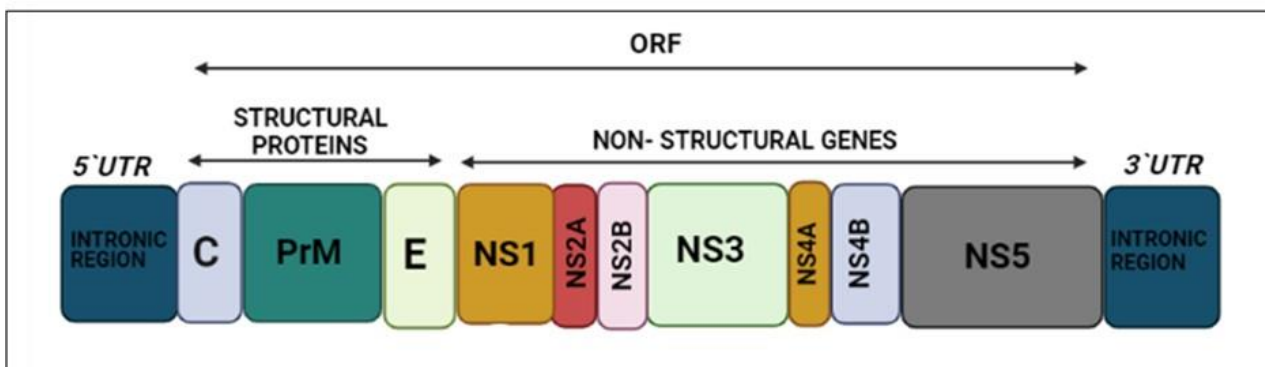 ORF
STRUCTURAL
PROTEINS
NON- STRUCTURAL GENES
5`UTR
3`UTR
INTRONIC
REGION
C
PrM
E
NS1
NS2A
NS2B
NS3
NS4A
NS4B
NS5
INTRONIC
REGION